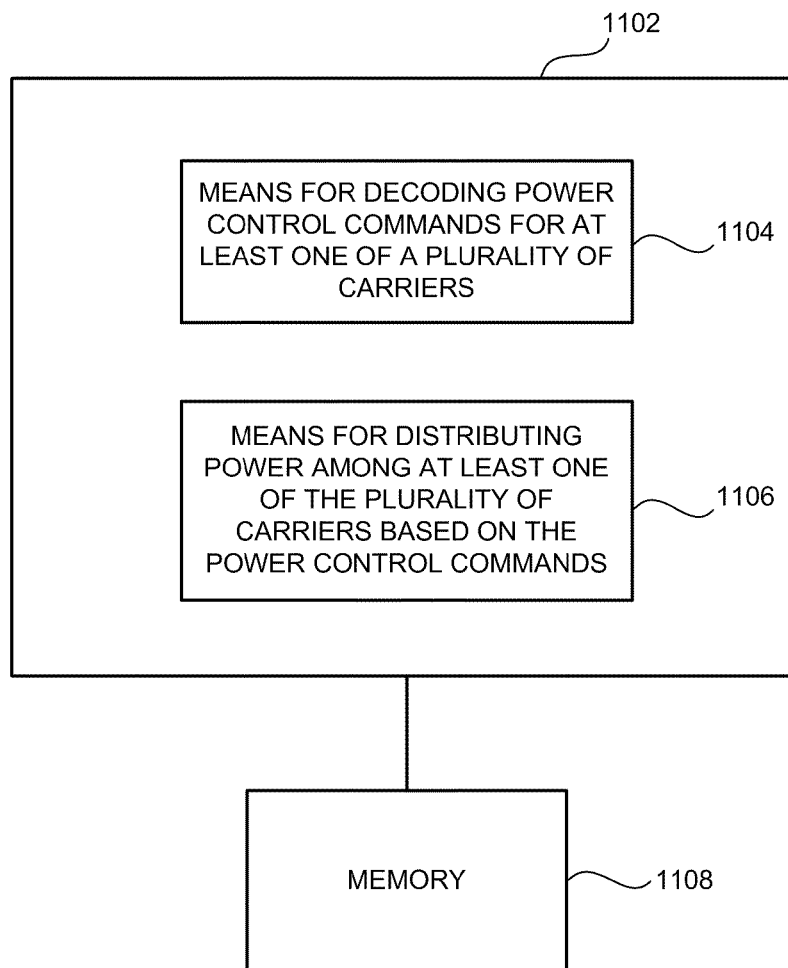 1102
MEANS FOR DECODING POWER
CONTROL COMMANDS FOR AT
LEAST ONE OF A PLURALITY OF
CARRIERS
1104
MEANS FOR DISTRIBUTING
POWER AMONG AT LEAST ONE
OF THE PLURALITY OF
CARRIERS BASED ON THE
POWER CONTROL COMMANDS
1106
MEMORY
1108